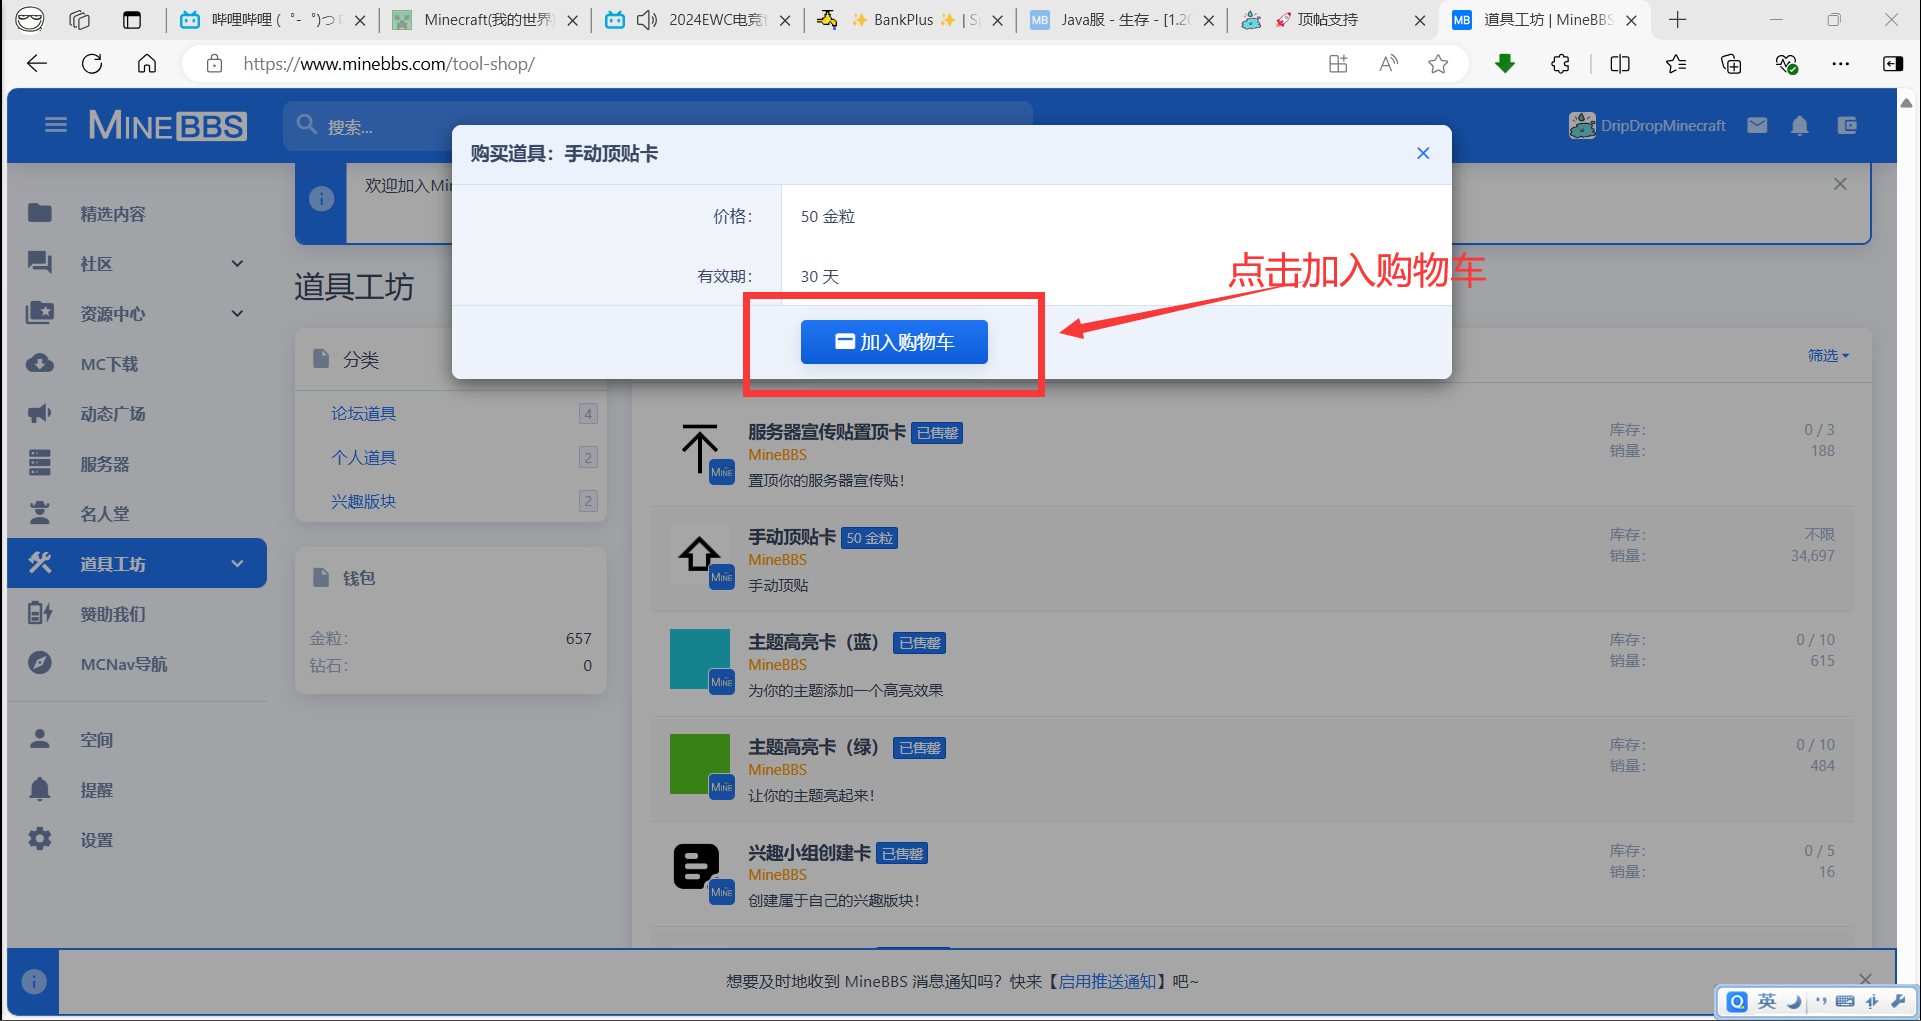 哔哩哔哩 (゜-゜)つ
Minecraft(我的世界)
2024EWC电竞
✨ BankPlus ✨ | S
Java服 - 生存 - [1.20
🚀 顶帖支持
道具工坊 | MineBBS
https://www.minebbs.com/tool-shop/
MINEBBS
搜索...
DripDropMinecraft
购买道具：手动顶贴卡
价格：
50 金粒
有效期：
30 天
加入购物车
点击加入购物车
欢迎加入Mi
精选内容
社区
资源中心
MC下载
动态广场
服务器
名人堂
道具工坊
赞助我们
MCNav导航
空间
提醒
设置
道具工坊
分类
论坛道具 4
个人道具 2
兴趣版块 2
钱包
金粒： 657
钻石： 0
筛选
服务器宣传贴置顶卡 已售罄
MineBBS
置顶你的服务器宣传贴！
库存： 0 / 3
销量： 188
MINE
手动顶贴卡 50 金粒
MineBBS
手动顶贴
库存： 不限
销量： 34,697
MINE
主题高亮卡（蓝） 已售罄
MineBBS
为你的主题添加一个高亮效果
库存： 0 / 10
销量： 615
MINE
主题高亮卡（绿） 已售罄
MineBBS
让你的主题亮起来！
库存： 0 / 10
销量： 484
MINE
兴趣小组创建卡 已售罄
MineBBS
创建属于自己的兴趣版块！
库存： 0 / 5
销量： 16
MINE
想要及时地收到 MineBBS 消息通知吗？快来【启用推送通知】吧~
英